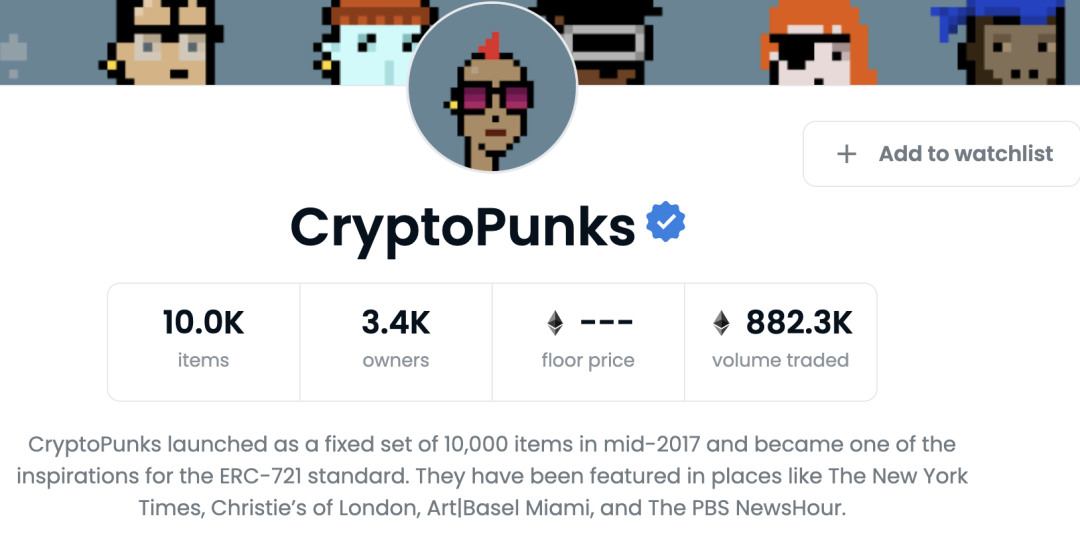 + Add to watchlist
CryptoPunks
10.0K
items
3.4K
owners
---
floor price
882.3K
volume traded
CryptoPunks launched as a fixed set of 10,000 items in mid-2017 and became one of the
inspirations for the ERC-721 standard. They have been featured in places like The New York
Times, Christie’s of London, Art|Basel Miami, and The PBS NewsHour.